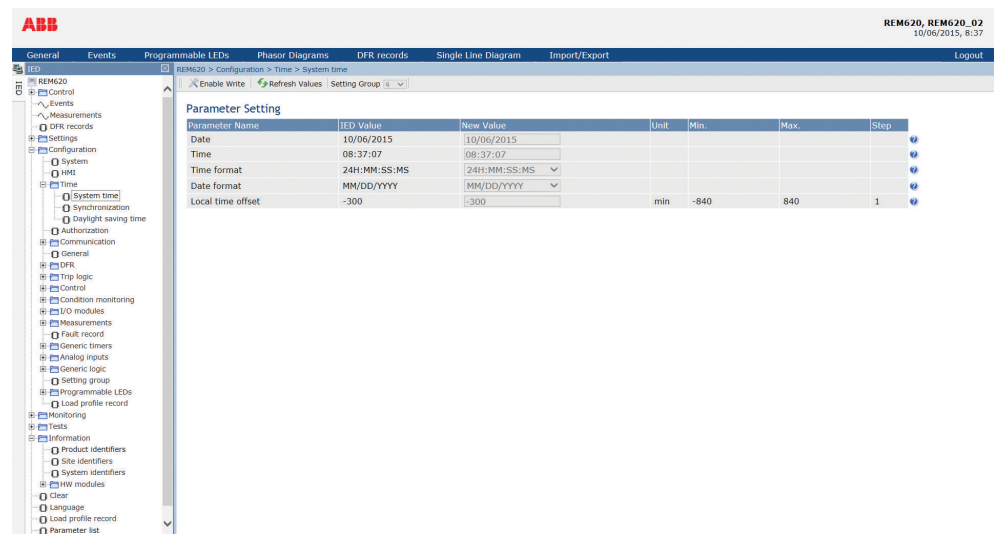 ABB
REM620, REM620_02
10/06/2015, 8:37
General Events Programmable LEDs Phasor Diagrams DFR records Single Line Diagram Import/Export Logout
IED
IED
REM620 > Configuration > Time > System time
Enable Write Refresh Values Setting Group 6
REM620
Control
Events
Measurements
DFR records
Settings
Configuration
System
HMI
Time
System time
Synchronization
Daylight saving time
Authorization
Communication
General
DFR
Trip logic
Control
Condition monitoring
I/O modules
Measurements
Fault record
Generic timers
Analog inputs
Generic logic
Setting group
Programmable LEDs
Load profile record
Monitoring
Tests
Information
Product identifiers
Site identifiers
System identifiers
HW modules
Clear
Language
Load profile record
Parameter list
Parameter Setting
Parameter Name IED Value New Value Unit Min. Max. Step
Date 10/06/2015 10/06/2015
Time 08:37:07 08:37:07
Time format 24H:MM:SS:MS 24H:MM:SS:MS
Date format MM/DD/YYYY MM/DD/YYYY
Local time offset -300 -300 min -840 840 1